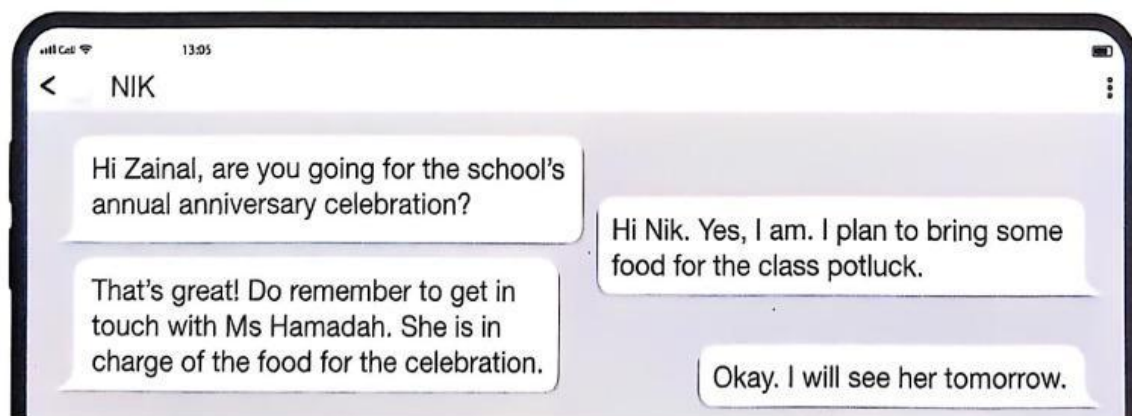 Call 13:05
NIK
Hi Zainal, are you going for the school's
annual anniversary celebration?
Hi Nik. Yes, I am. I plan to bring some
food for the class potluck.
That's great! Do remember to get in
touch with Ms Hamadah. She is in
charge of the food for the celebration.
Okay. I will see her tomorrow.